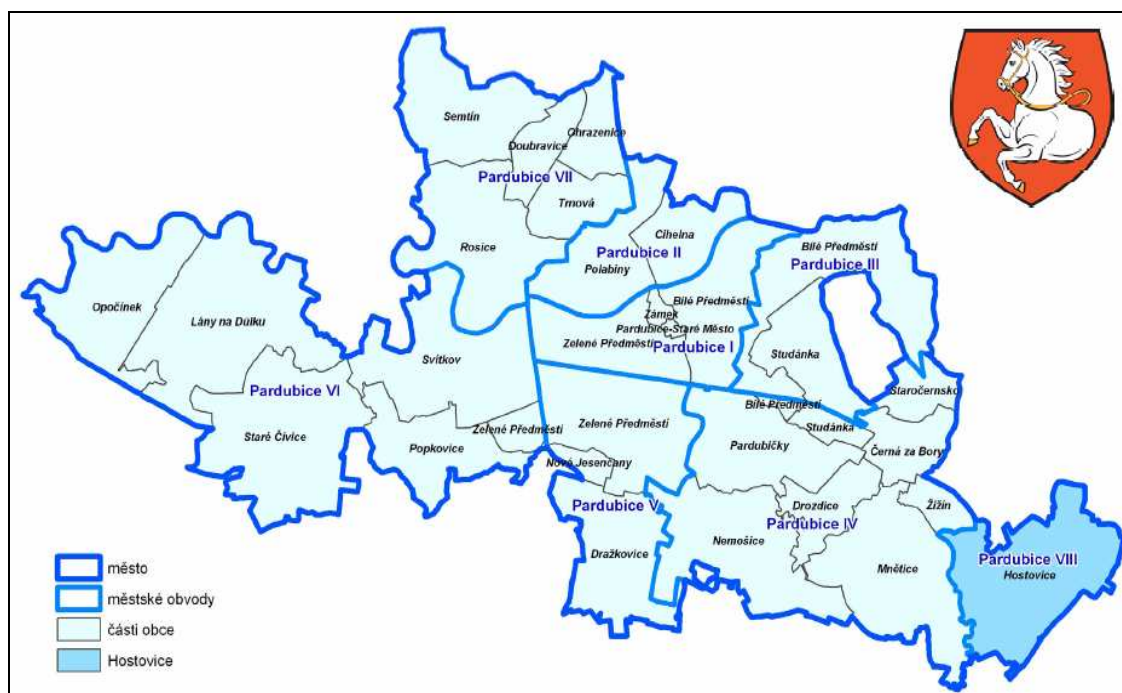 Semtín
Ohrazenice
Doubravice
Pardubice VII
Trnová
Rosice
Cihelna
Pardubice II
Polabiny
Bílé Předměstí
Pardubice III
Opočínek
Lány na Důlku
Bílé Předměstí
Zámek
Pardubice-Staré Město
Zelené Předměstí
Pardubice I
Svítkov
Studánka
Pardubice VI
Staročernsko
Staré Čívice
Popkovice
Zelené Předměstí
Zelené Předměstí
Bílé Předměstí
Studánka
Pardubičky
Černá za Bory
Nové Jesenčany
Pardubice V
Drozdice
Žižín
Pardubice IV
Nemošice
Dražkovice
Mnětice
Pardubice VIII
Hostovice
město
městské obvody
části obce
Hostovice